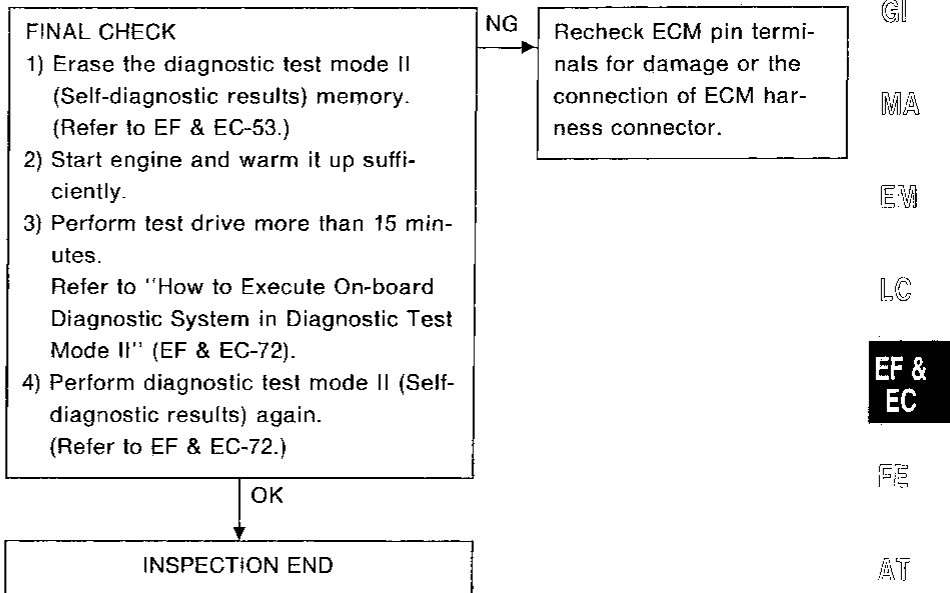 FINAL CHECK
1) Erase the diagnostic test mode II
(Self-diagnostic results) memory.
(Refer to EF & EC-53.)
2) Start engine and warm it up suffi-
ciently.
3) Perform test drive more than 15 min-
utes.
Refer to "How to Execute On-board
Diagnostic System in Diagnostic Test
Mode II" (EF & EC-72).
4) Perform diagnostic test mode II (Self-
diagnostic results) again.
(Refer to EF & EC-72.)
NG
Recheck ECM pin termi-
nals for damage or the
connection of ECM har-
ness connector.
OK
INSPECTION END
GI
MA
EM
LC
EF &
EC
FE
AT